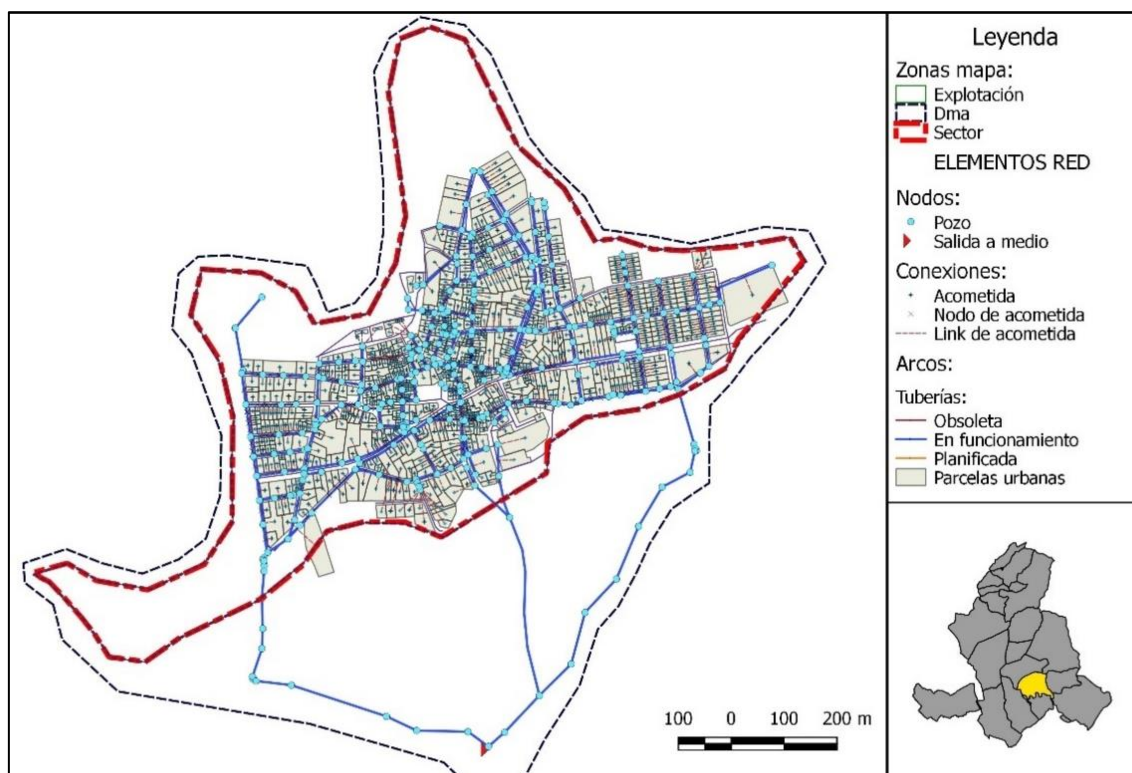 Leyenda
Zonas mapa:
Explotación
Dma
Sector
ELEMENTOS RED
Nodos:
Pozo
Salida a medio
Conexiones:
Acometida
Nodo de acometida
Link de acometida
Arcos:
Tuberías:
Obsoleta
En funcionamiento
Planificada
Parcelas urbanas
100 0 100 200 m